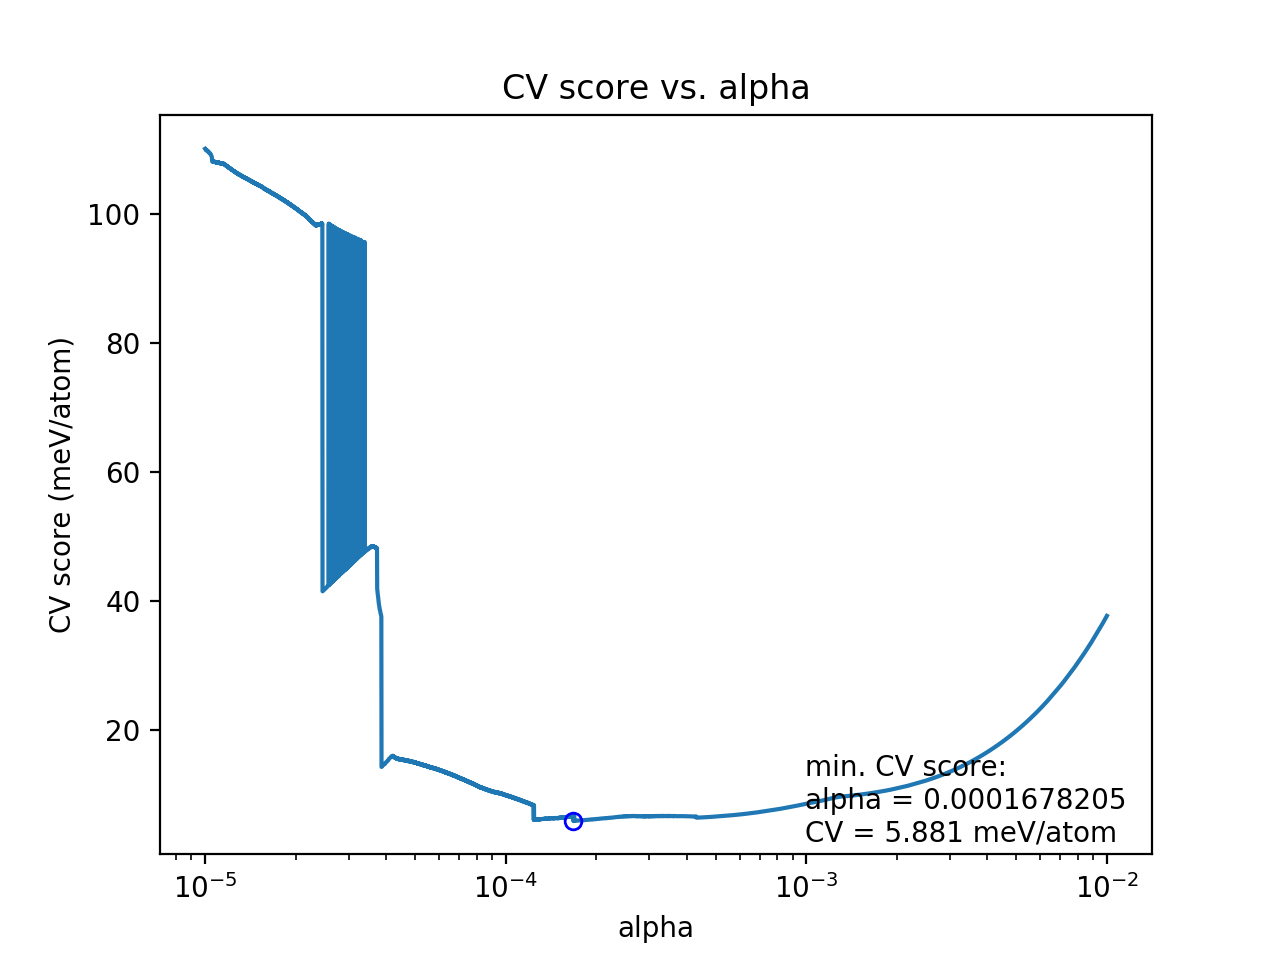 CV score vs. alpha
CV score (meV/atom)
100
80
60
40
20
min. CV score:
alpha = 0.0001678205
CV = 5.881 meV/atom
10⁻⁵ 10⁻⁴ 10⁻³ 10⁻²
alpha